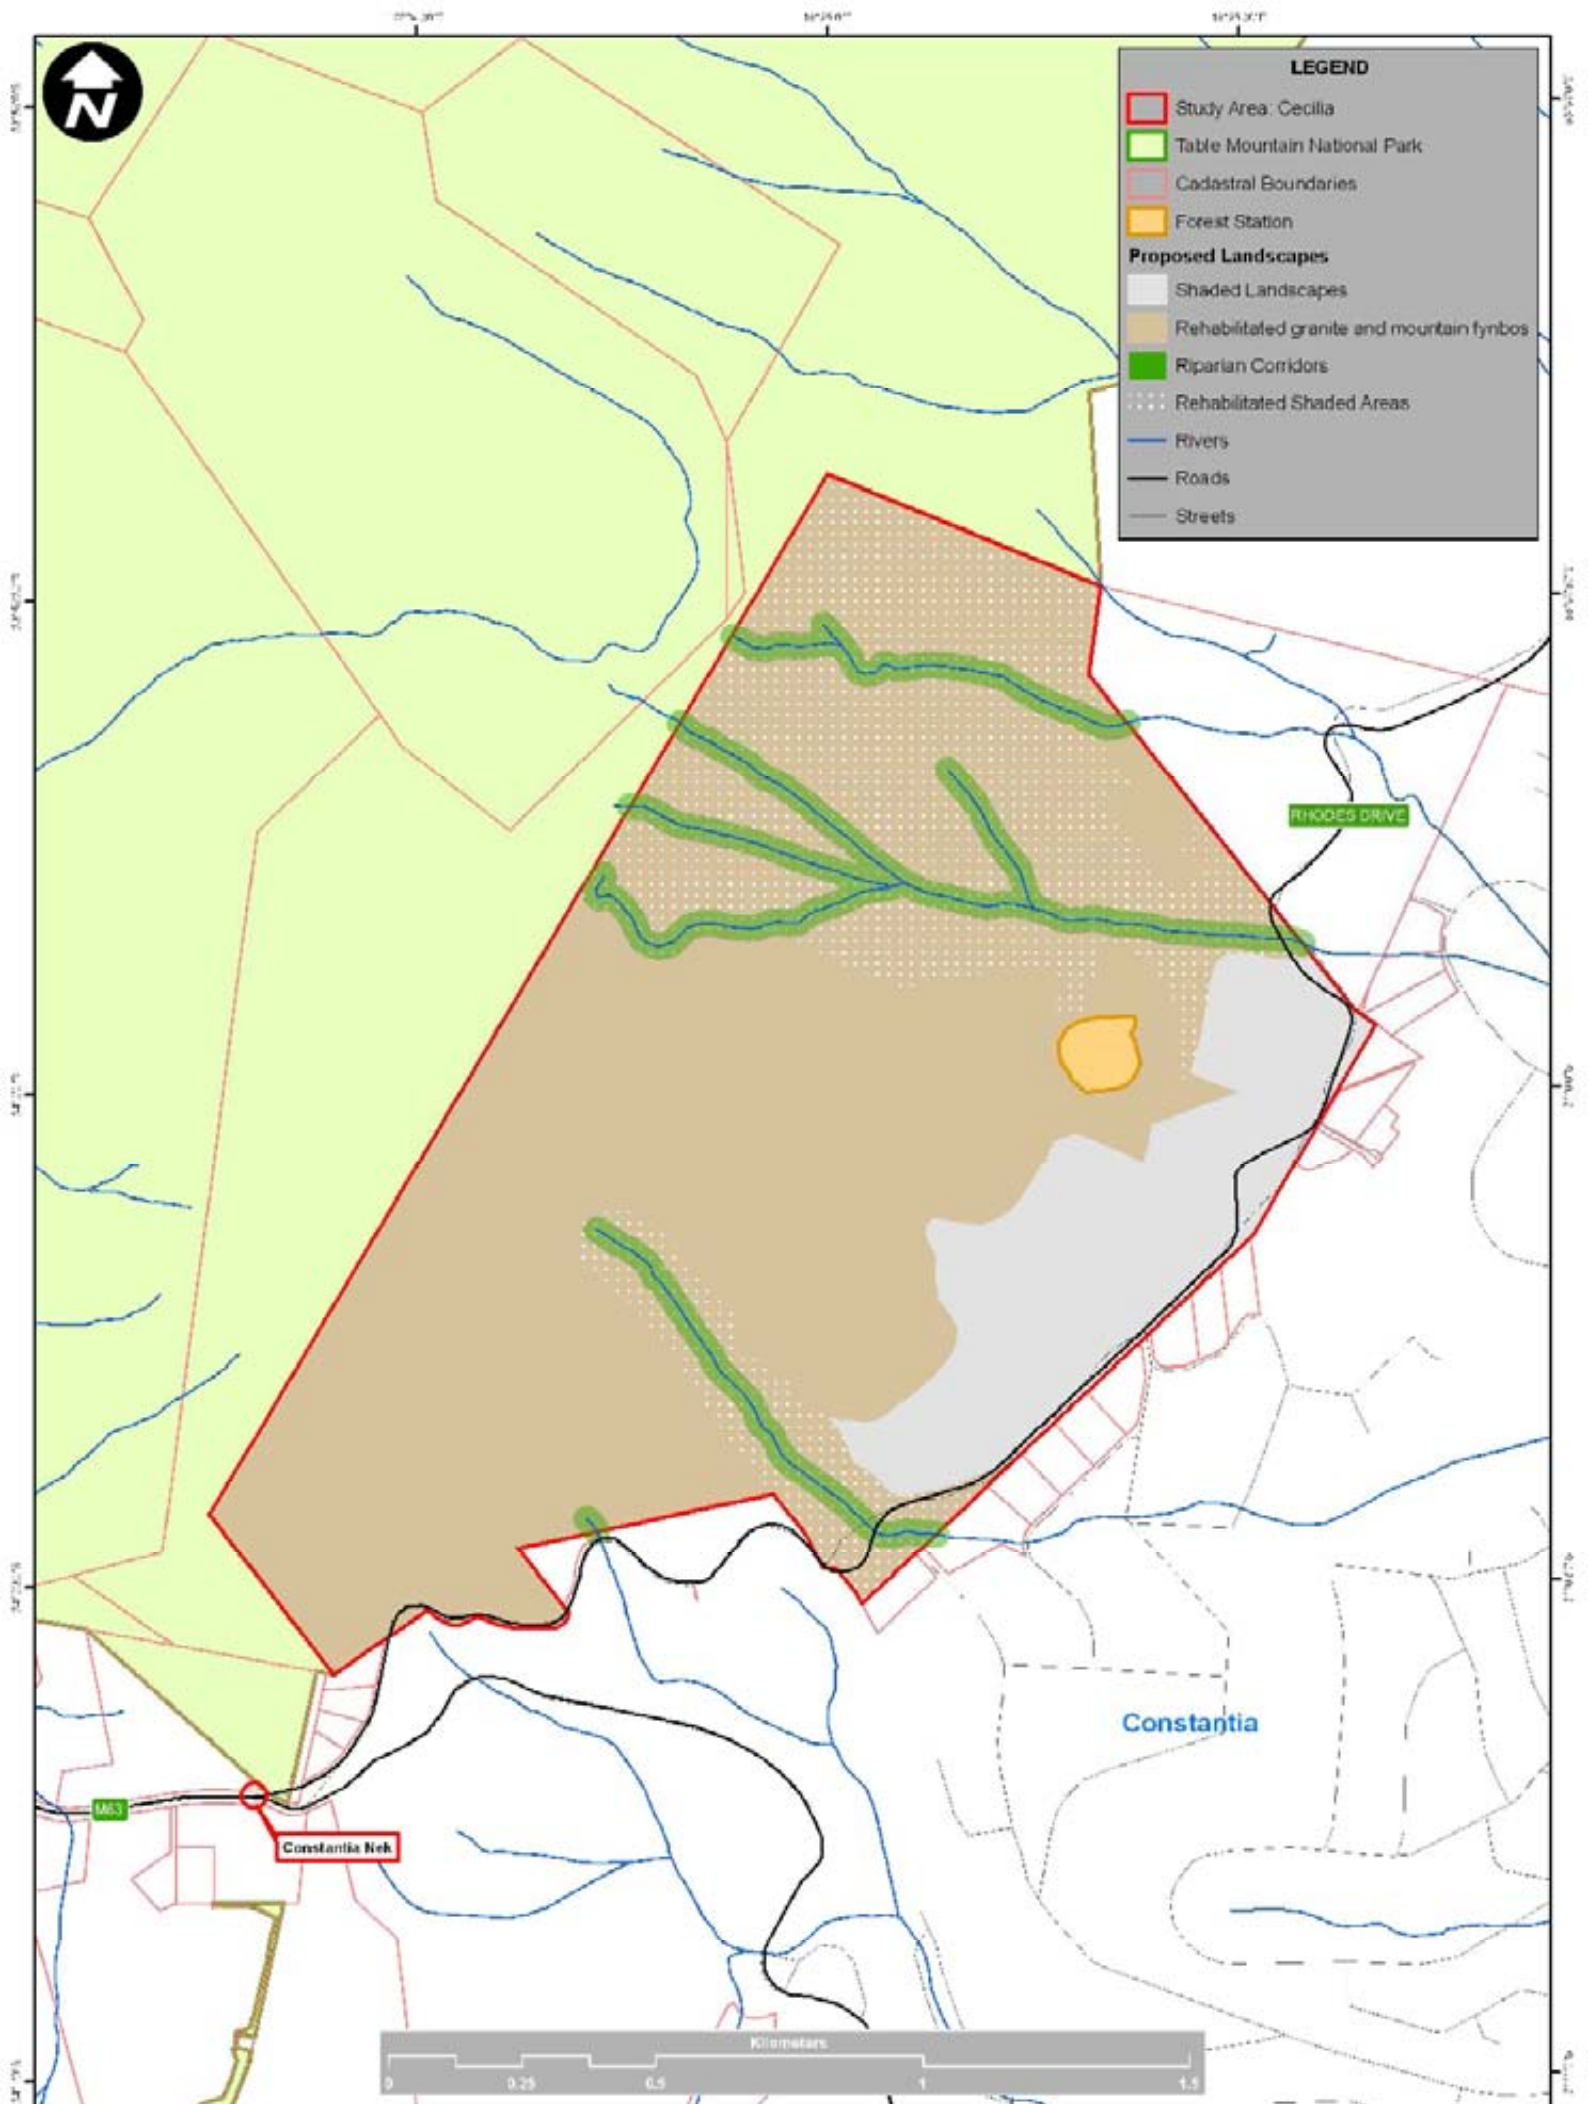 N
LEGEND
Study Area: Cecilia
Table Mountain National Park
Cadastral Boundaries
Forest Station
Proposed Landscapes
Shaded Landscapes
Rehabilitated granite and mountain fynbos
Riparian Corridors
Rehabilitated Shaded Areas
Rivers
Roads
Streets
RHODES DRIVE
Constantia
M63
Constantia Nek
Kilometers
0 0.25 0.5 1 1.5